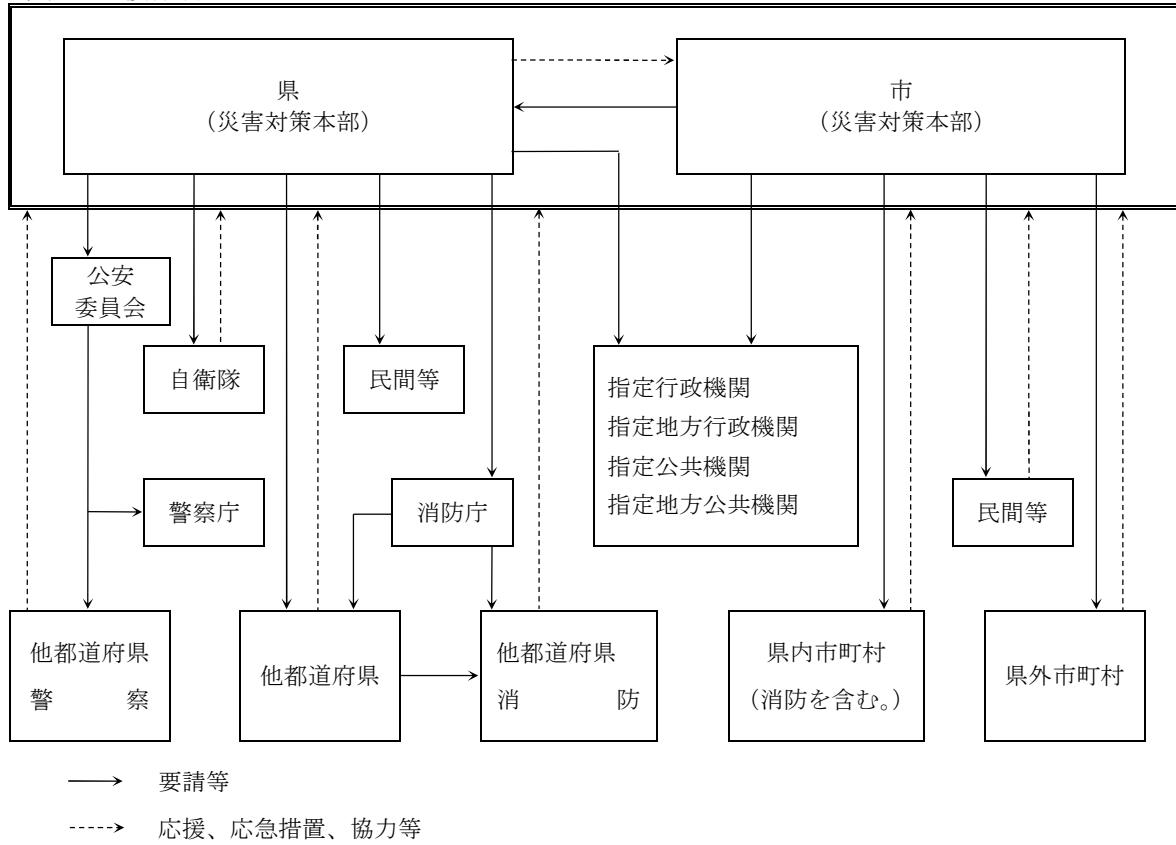 県
(災害対策本部)
市
(災害対策本部)
公安
委員会
自衛隊
民間等
指定行政機関
指定地方行政機関
指定公共機関
指定地方公共機関
警察庁
消防庁
民間等
他都道府県
警　　察
他都道府県
他都道府県
消　　防
県内市町村
(消防を含む。)
県外市町村
要請等
応援、応急措置、協力等